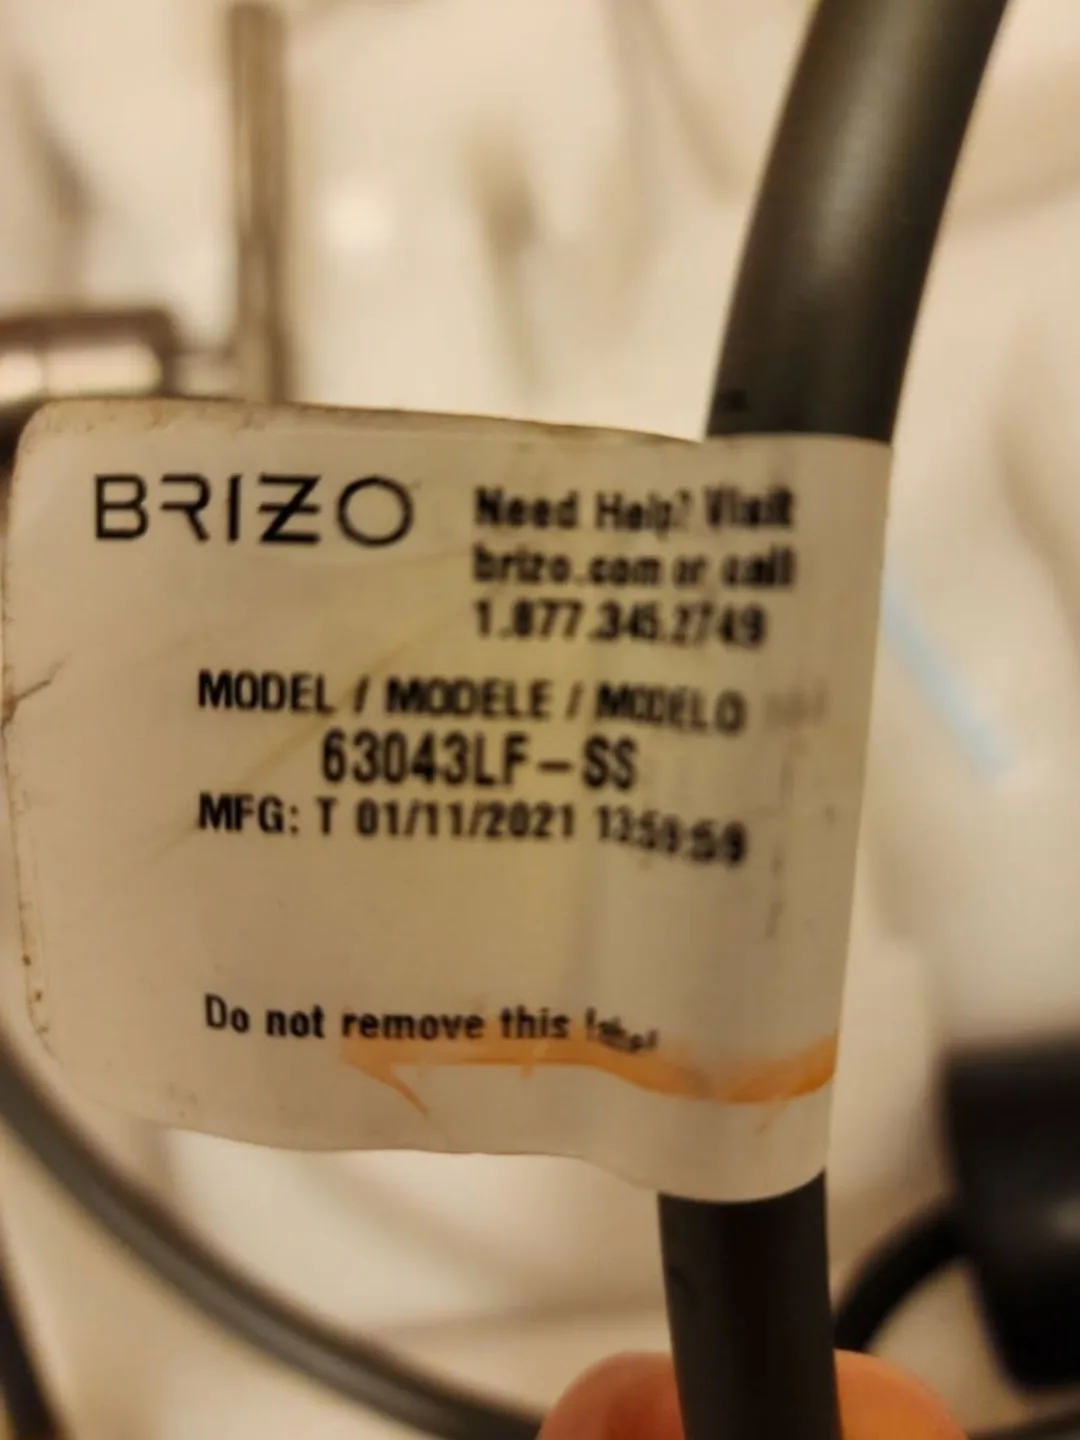 BRIZO
Need Help? Visit
brizo.com or call
1.877.345.2749
MODEL / MODELE / MODELO
63043LF-SS
MFG: T 01/11/2021 13:59:59
Do not remove this label